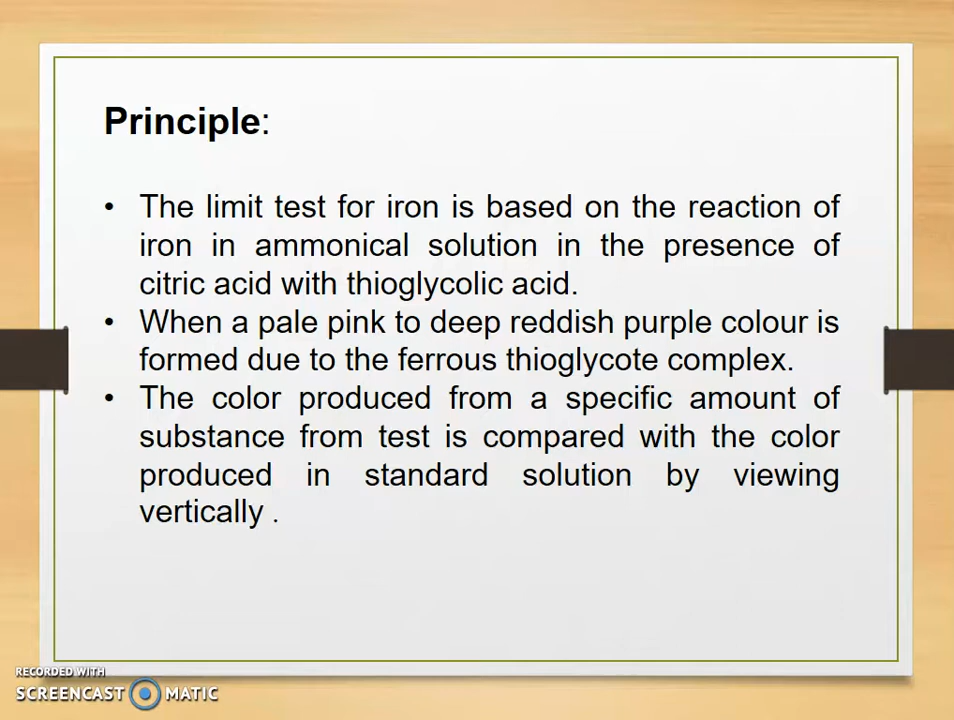 Principle:
• The limit test for iron is based on the reaction of
iron in ammonical solution in the presence of
citric acid with thioglycolic acid.
• When a pale pink to deep reddish purple colour is
formed due to the ferrous thioglycote complex.
• The color produced from a specific amount of
substance from test is compared with the color
produced in standard solution by viewing
vertically .
RECORDED WITH
SCREENCAST MATIC